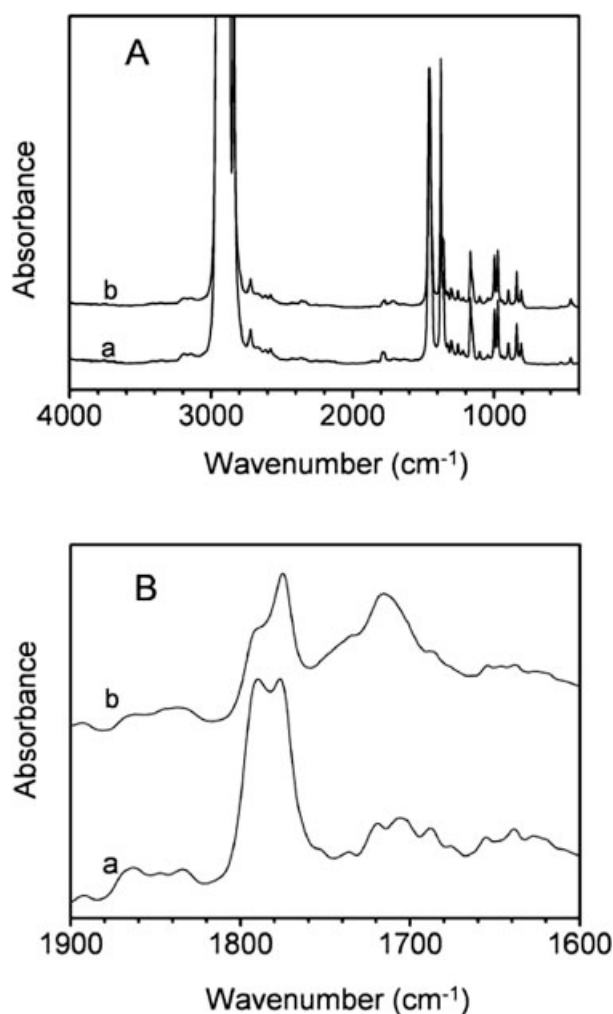 A
Absorbance
b
a
4000 3000 2000 1000
Wavenumber (cm⁻¹)
B
Absorbance
b
a
1900 1800 1700 1600
Wavenumber (cm⁻¹)